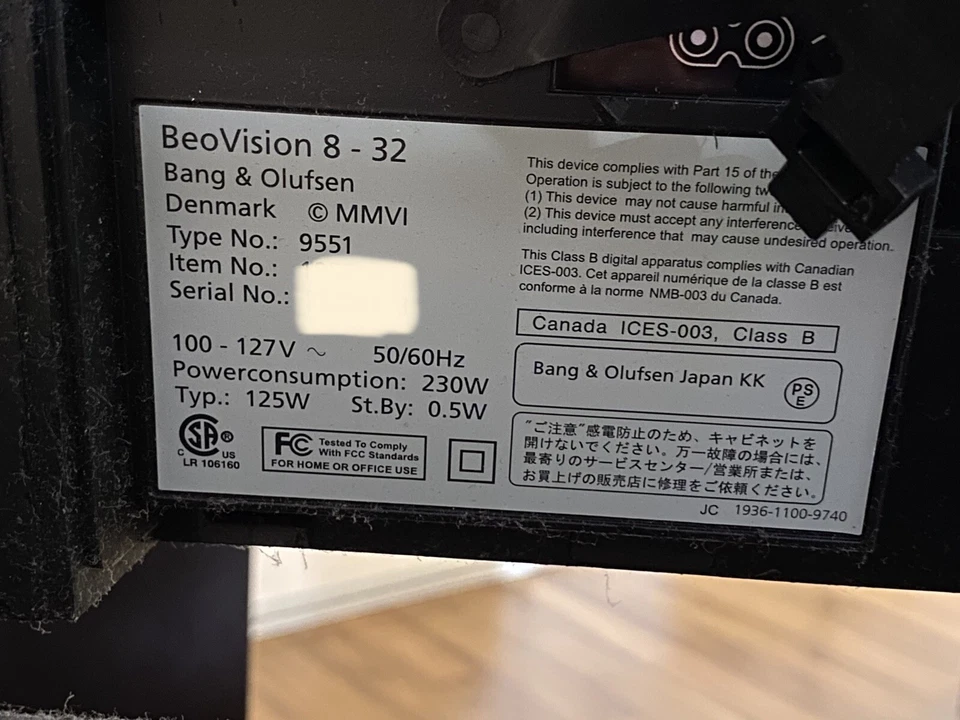 BeoVision 8 - 32
Bang & Olufsen
Denmark © MMVI
Type No.: 9551
Item No.:
Serial No.:
100 - 127V ~ 50/60Hz
Powerconsumption: 230W
Typ.: 125W St.By: 0.5W
SA ®
C US
LR 106160
FC Tested To Comply
With FCC Standards
FOR HOME OR OFFICE USE
This device complies with Part 15 of the
Operation is subject to the following
(1) This device may not cause harmful
(2) This device must accept any interference
including interference that may cause undesired operation.
This Class B digital apparatus complies with Canadian
ICES-003. Cet appareil numérique de la classe B est
conforme à la norme NMB-003 du Canada.
Canada ICES-003, Class B
Bang & Olufsen Japan KK
PS
E
"ご注意"感電防止のため、キャビネットを
開けないでください。万一故障の場合には、
最寄りのサービスセンター/営業所または、
お買上げの販売店に修理をご依頼ください。
JC 1936-1100-9740